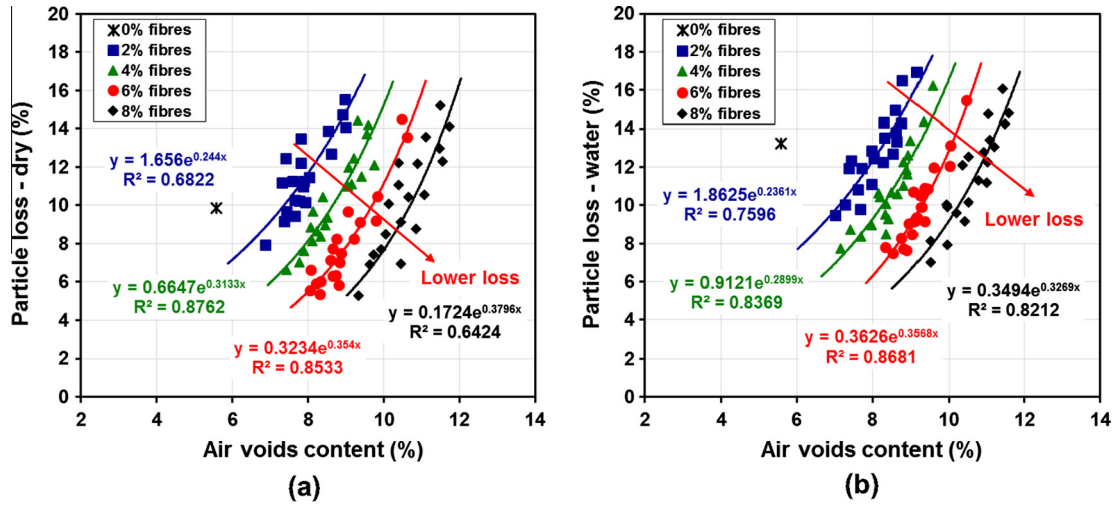 20
18
16
14
12
10
8
6
4
2
0
Particle loss - dry (%)
0% fibres
2% fibres
4% fibres
6% fibres
8% fibres
y = 1.656e^0.244x
R² = 0.6822
y = 0.6647e^0.3133x
R² = 0.8762
y = 0.3234e^0.354x
R² = 0.8533
Lower loss
y = 0.1724e^0.3796x
R² = 0.6424
2 4 6 8 10 12 14
Air voids content (%)
(a)
20
18
16
14
12
10
8
6
4
2
0
Particle loss - water (%)
0% fibres
2% fibres
4% fibres
6% fibres
8% fibres
y = 1.8625e^0.2361x
R² = 0.7596
y = 0.9121e^0.2899x
R² = 0.8369
y = 0.3626e^0.3568x
R² = 0.8681
Lower loss
y = 0.3494e^0.3269x
R² = 0.8212
2 4 6 8 10 12 14
Air voids content (%)
(b)